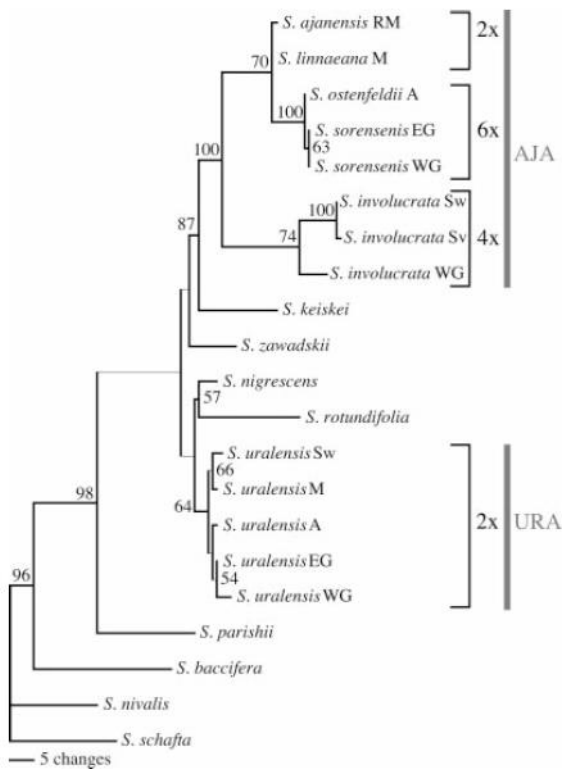 S. ajanensis RM
2x
70
S. linnaeana M
S. ostenfeldii A
100
S. sorensenis EG
6x
63
AJA
100
S. sorensenis WG
S. involucrata Sw
100
S. involucrata Sv
4x
74
87
S. involucrata WG
S. keiskei
S. zawadskii
S. nigrescens
57
S. rotundifolia
S. uralensis Sw
66
S. uralensis M
98
64
2x
URA
S. uralensis A
S. uralensis EG
54
96
S. uralensis WG
S. parishii
S. baccifera
S. nivalis
S. schafta
5 changes